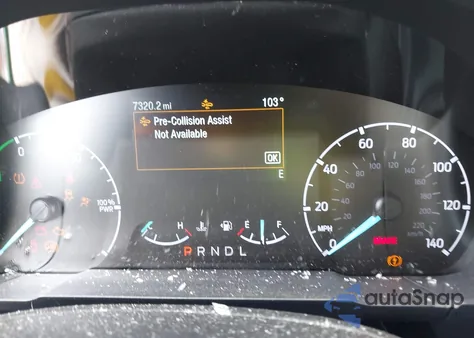 7320.2 mi 103°
Pre-Collision Assist
Not Available
OK
E
0
100%
PWR
C H E F
P R N D L
0 20 40 60 80 100 120 140
MPH
220
autoSnap